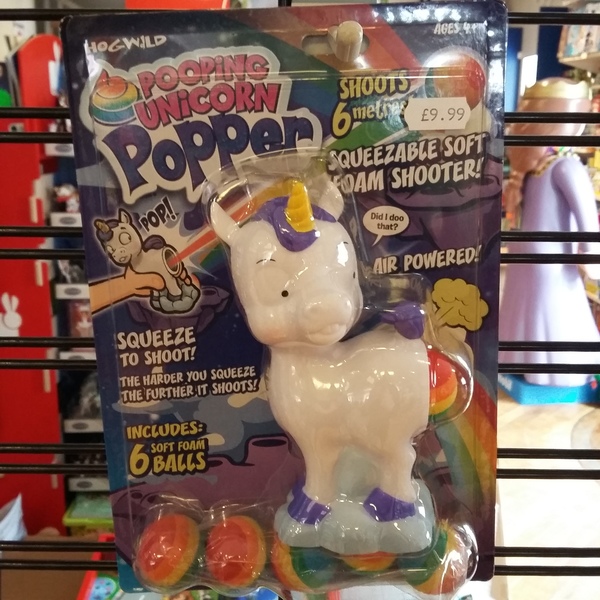 HOGWILD
AGES 4+
POOPING
UNICORN
Popper
SHOOTS
6 metres
£9.99
SQUEEZABLE SOFT
FOAM SHOOTER!
POP!
Did I doo
that?
AIR POWERED!
SQUEEZE
TO SHOOT!
THE HARDER YOU SQUEEZE
THE FURTHER IT SHOOTS!
INCLUDES:
6 SOFT FOAM
BALLS